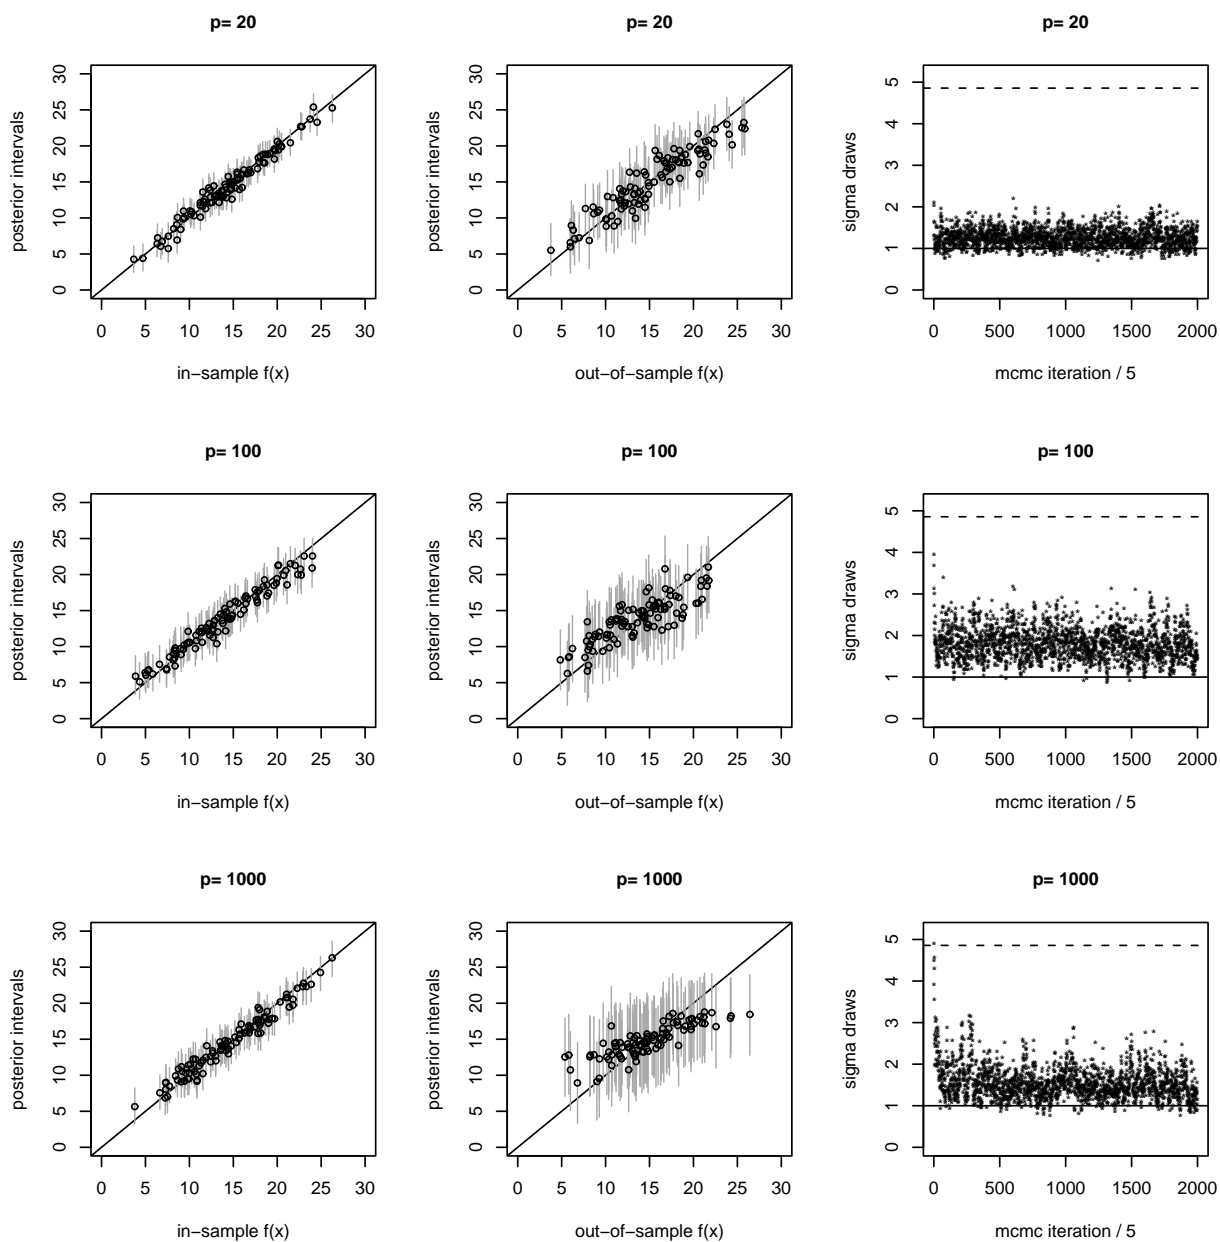 p= 20
p= 20
p= 20
posterior intervals
0 5 10 15 20 25 30
0 5 10 15 20 25 30
in−sample f(x)
posterior intervals
0 5 10 15 20 25 30
0 5 10 15 20 25 30
out−of−sample f(x)
sigma draws
0 1 2 3 4 5
0 500 1000 1500 2000
mcmc iteration / 5
p= 100
p= 100
p= 100
posterior intervals
0 5 10 15 20 25 30
0 5 10 15 20 25 30
in−sample f(x)
posterior intervals
0 5 10 15 20 25 30
0 5 10 15 20 25 30
out−of−sample f(x)
sigma draws
0 1 2 3 4 5
0 500 1000 1500 2000
mcmc iteration / 5
p= 1000
p= 1000
p= 1000
posterior intervals
0 5 10 15 20 25 30
0 5 10 15 20 25 30
in−sample f(x)
posterior intervals
0 5 10 15 20 25 30
0 5 10 15 20 25 30
out−of−sample f(x)
sigma draws
0 1 2 3 4 5
0 500 1000 1500 2000
mcmc iteration / 5